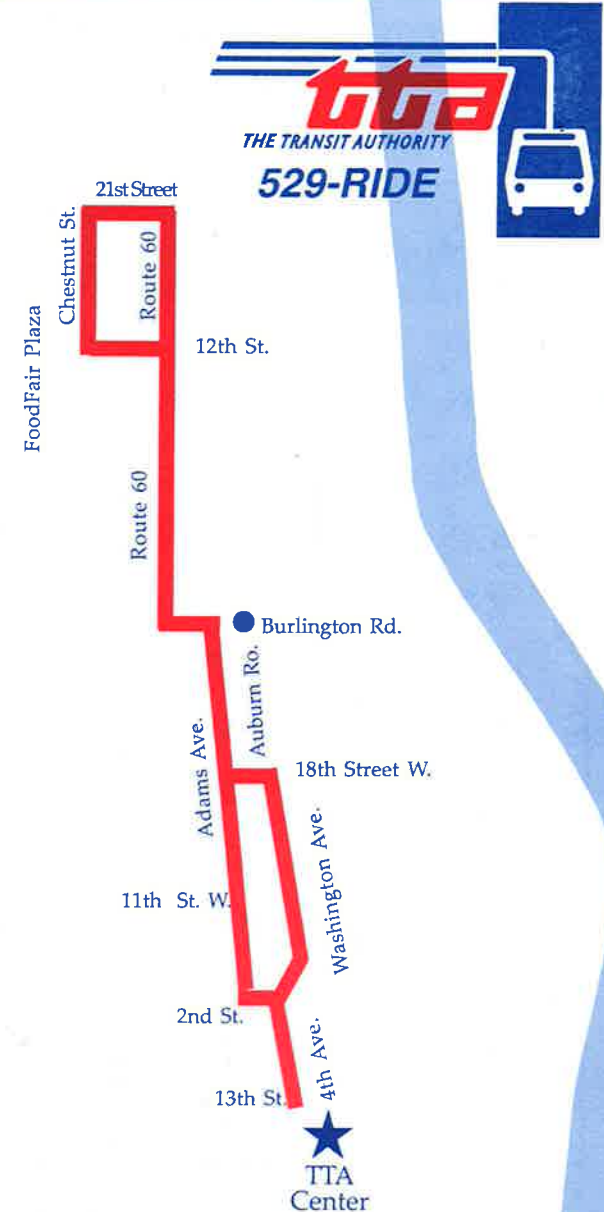 tta
THE TRANSIT AUTHORITY
529-RIDE
21st Street
Chestnut St.
Route 60
FoodFair Plaza
12th St.
Route 60
Burlington Rd.
Auburn Ro.
Adams Ave.
18th Street W.
Washington Ave.
11th St. W.
2nd St.
4th Ave.
13th St.
TTA
Center